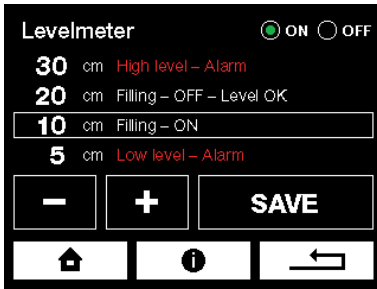 Levelmeter ON OFF
30 cm High level – Alarm
20 cm Filling – OFF – Level OK
10 cm Filling – ON
5 cm Low level – Alarm
– + SAVE
i